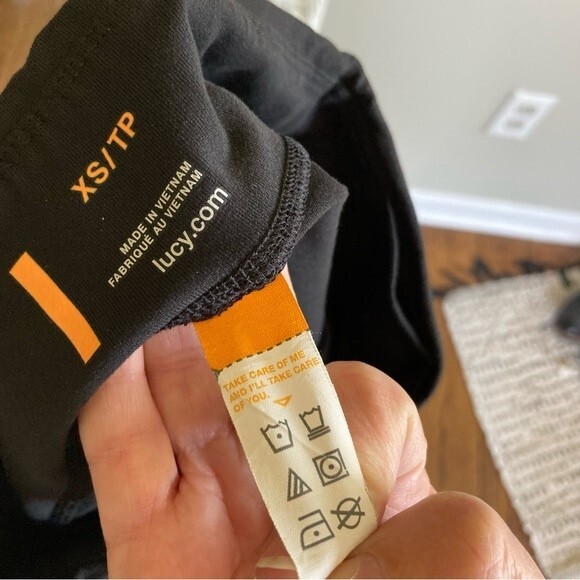 XS/TP
MADE IN VIETNAM
FABRIQUÉ AU VIETNAM
lucy.com
TAKE CARE OF ME
AND I'LL TAKE CARE
OF YOU.